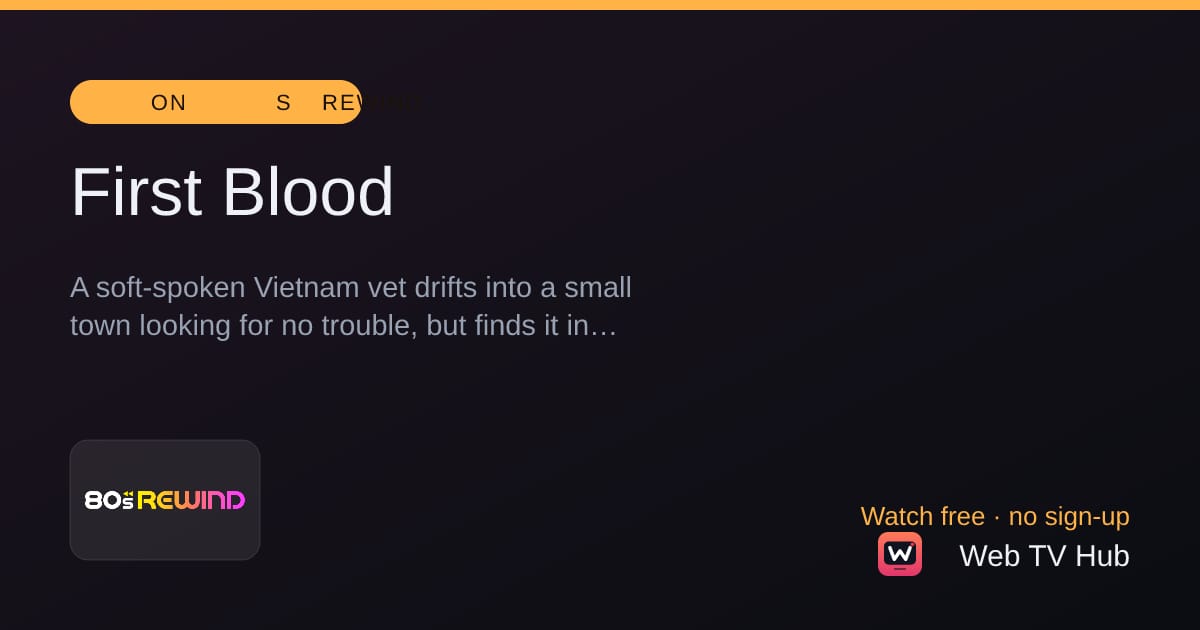 ON S REWIND
First Blood
A soft-spoken Vietnam vet drifts into a small
town looking for no trouble, but finds it in…
80s REWIND
Watch free · no sign-up
W Web TV Hub